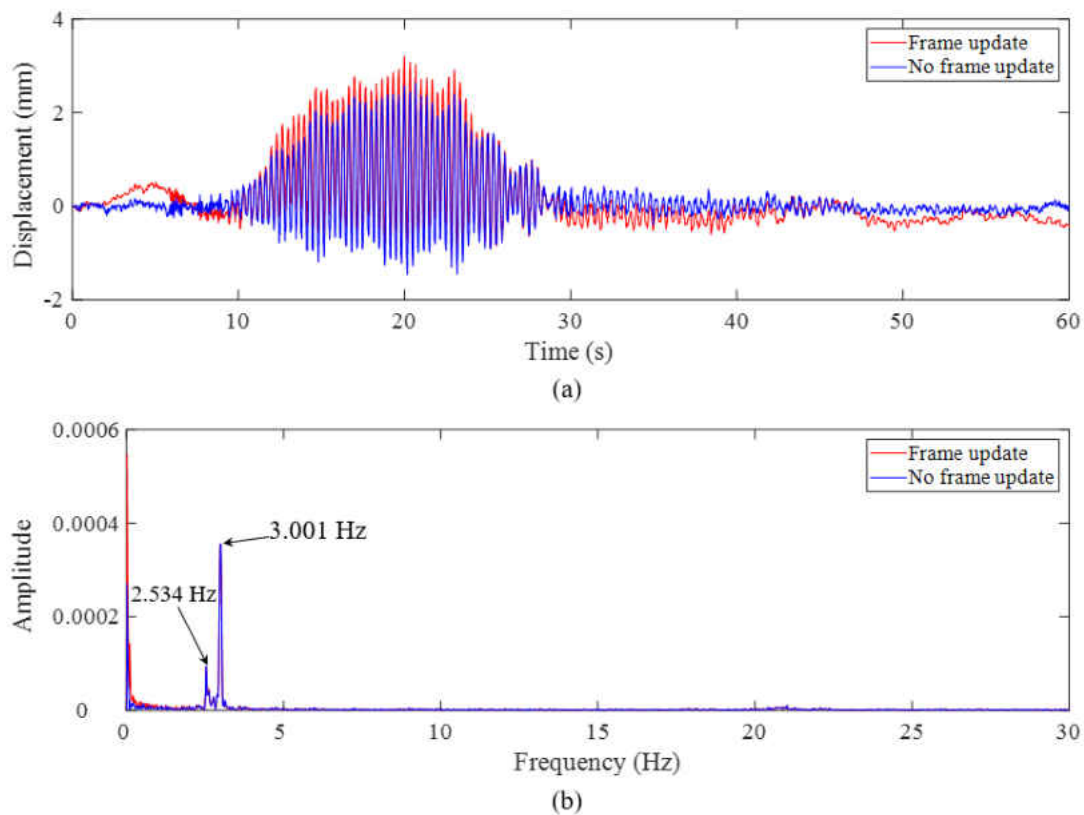 4
2
0
-2
Displacement (mm)
Frame update
No frame update
0
10
20
30
40
50
60
Time (s)
(a)
0.0006
0.0004
0.0002
0
Amplitude
Frame update
No frame update
3.001 Hz
2.534 Hz
0
5
10
15
20
25
30
Frequency (Hz)
(b)